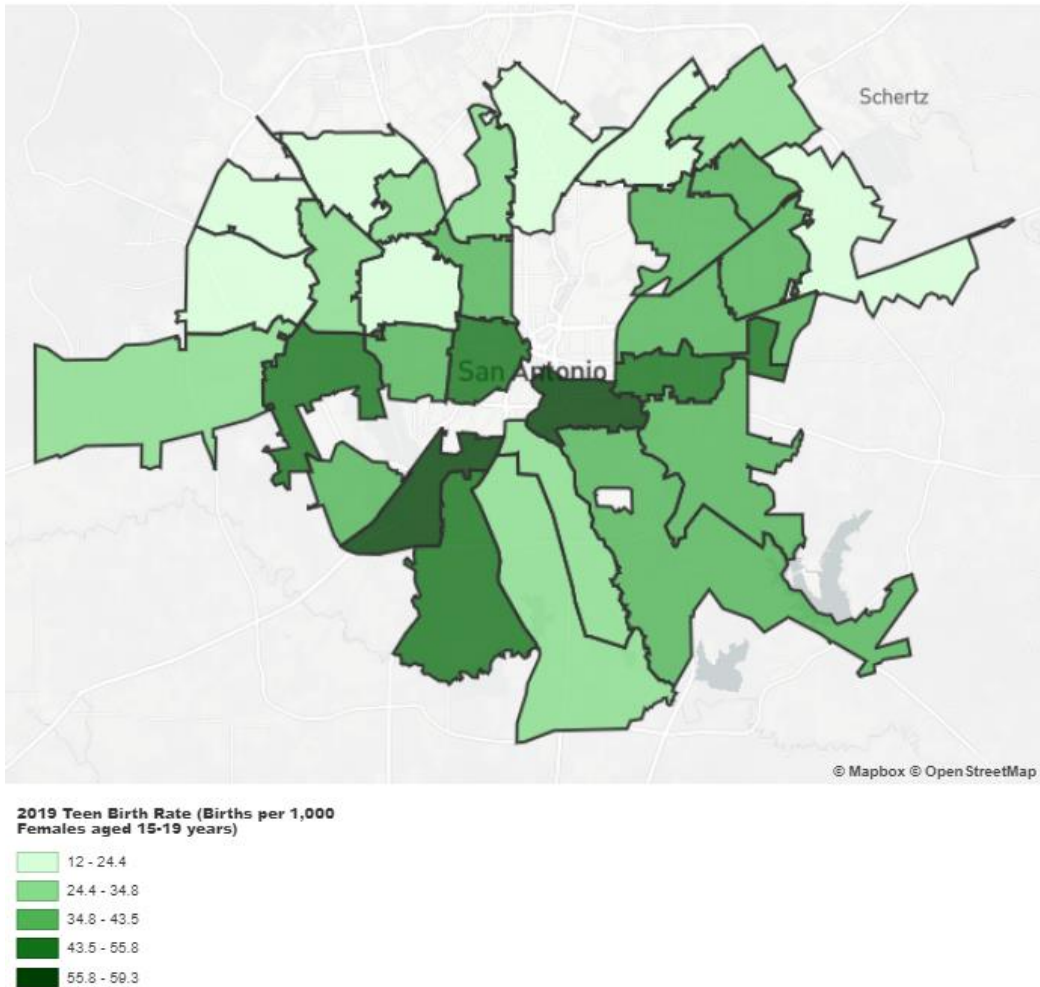 Schertz
San Antonio
© Mapbox © OpenStreetMap
2019 Teen Birth Rate (Births per 1,000
Females aged 15-19 years)
12 - 24.4
24.4 - 34.8
34.8 - 43.5
43.5 - 55.8
55.8 - 59.3